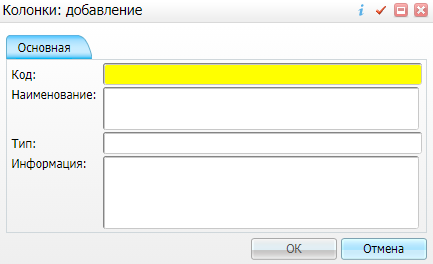 Колонки: добавление
Основная
Код:
Наименование:
Тип:
Информация:
ОК Отмена